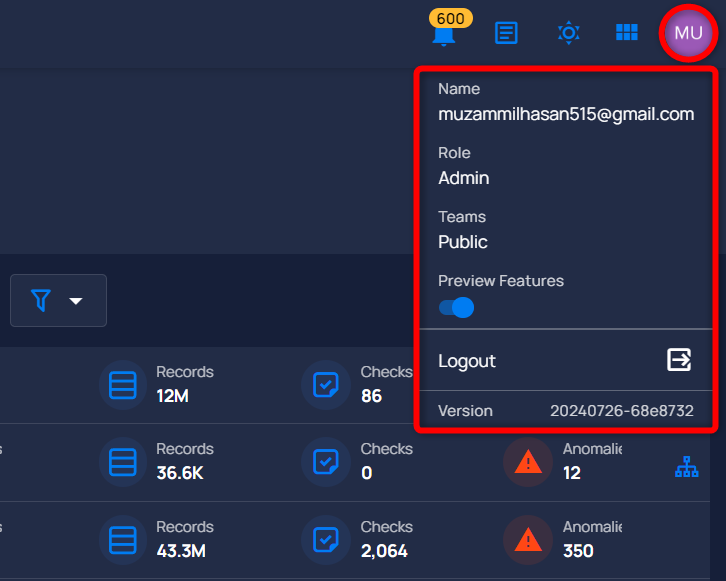 600
MU
Name
muzammilhasan515@gmail.com
Role
Admin
Teams
Public
Preview Features
Logout
Version 20240726-68e8732
Records Checks
12M 86
Records Checks Anomalie
36.6K 0 12
Records Checks Anomalie
43.3M 2,064 350